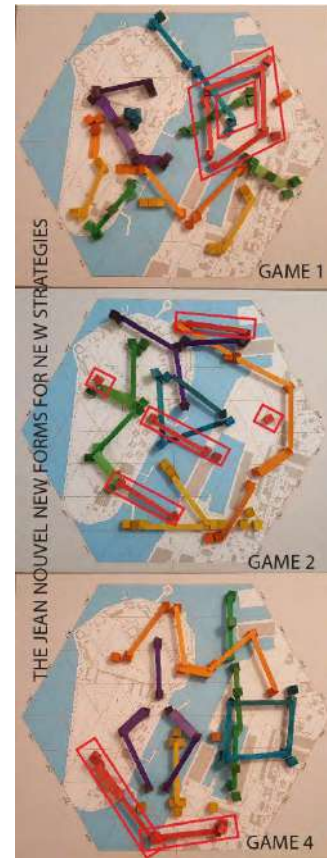 THE JEAN NOUVEL NEW FORMS FOR NEW STRATEGIES
GAME 1
GAME 2
GAME 4